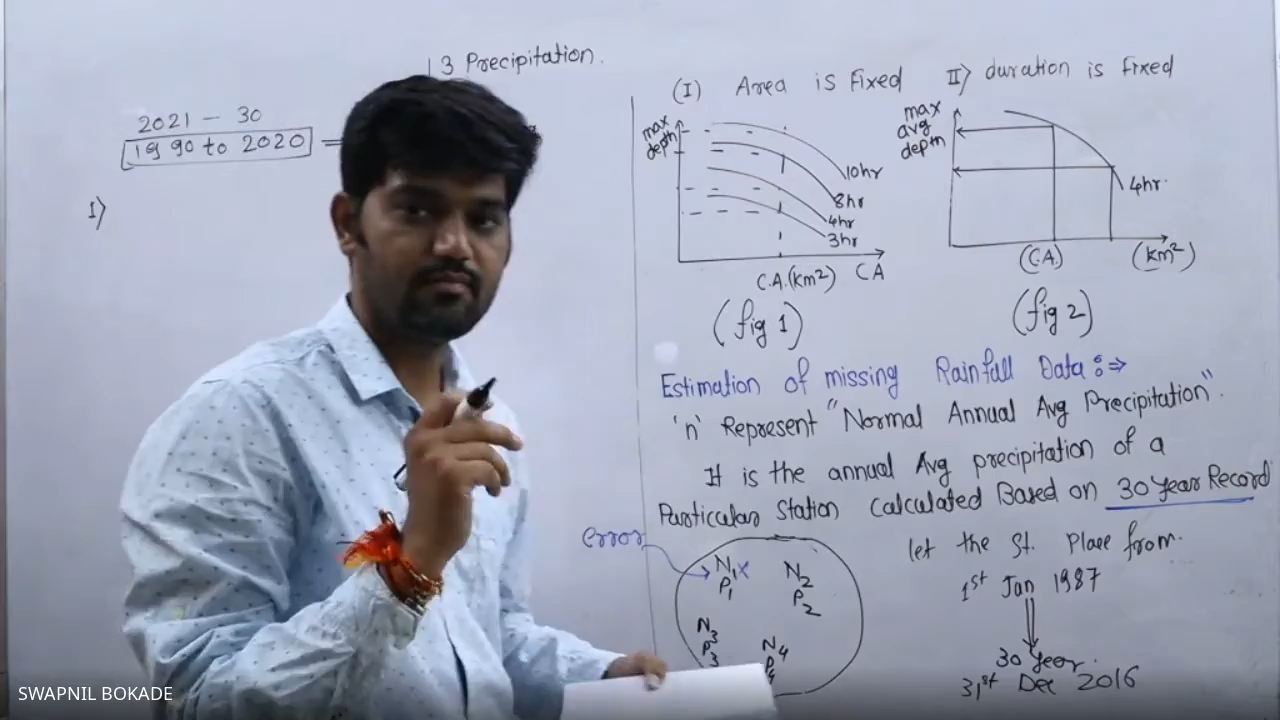 13 Precipitation.
2021 - 30
1990 to 2020 =
I)
(I) Area is Fixed
max depth
10hr
8hr
4hr
3hr
C.A.(km²) CA
(fig 1)
II) duration is fixed
max avg depth
4hr.
(C.A.) (km²)
(fig 2)
Estimation of missing Rainfall Data :⇒
'n' Represent "Normal Annual Avg Precipitation".
It is the annual Avg precipitation of a
Particular Station Calculated Based on 30 year Record
error
N₁x
P₁
N₂
P₂
N₃
P₃
N₄
P₄
let the St. Place from.
1st Jan 1987
30 year.
31st Dec 2016
SWAPNIL BOKADE